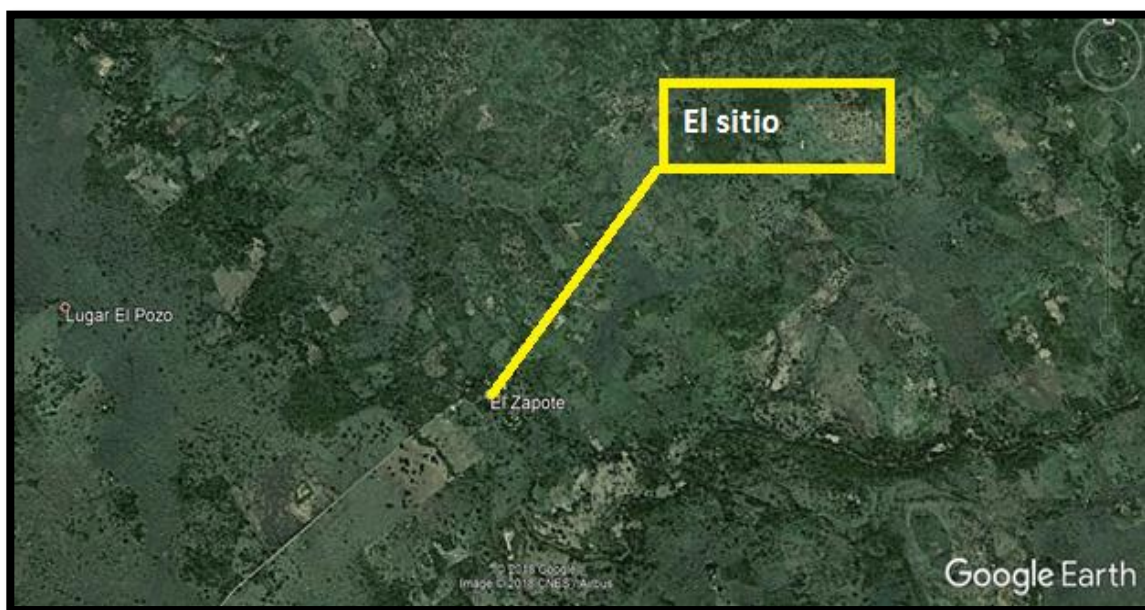 El sitio
Lugar El Pozo
El Zapote
© 2018 Google
Image © 2018 CNES / Airbus
Google Earth